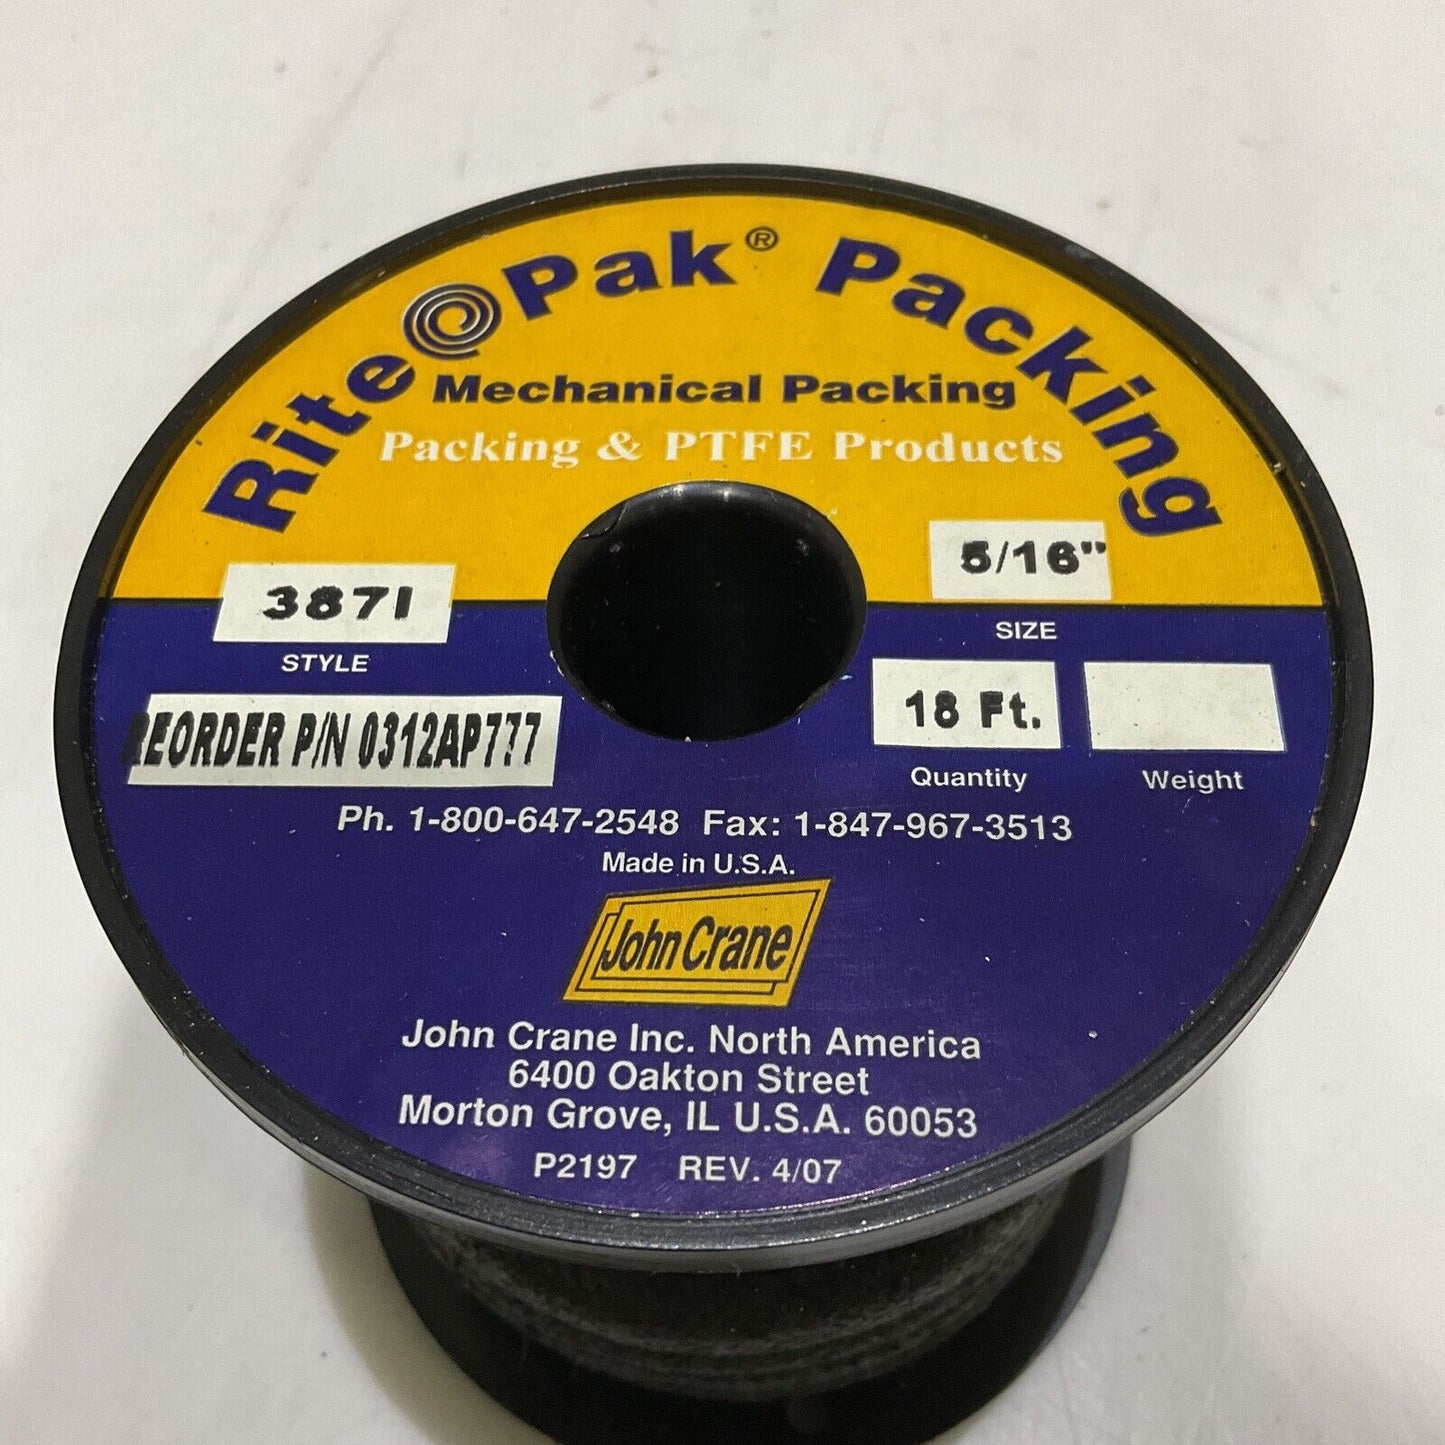 Rite Pak® Packing
Mechanical Packing
Packing & PTFE Products
387I
STYLE
5/16"
SIZE
REORDER P/N 0312AP777
18 Ft.
Quantity
Weight
Ph. 1-800-647-2548 Fax: 1-847-967-3513
Made in U.S.A.
John Crane
John Crane Inc. North America
6400 Oakton Street
Morton Grove, IL U.S.A. 60053
P2197 REV. 4/07